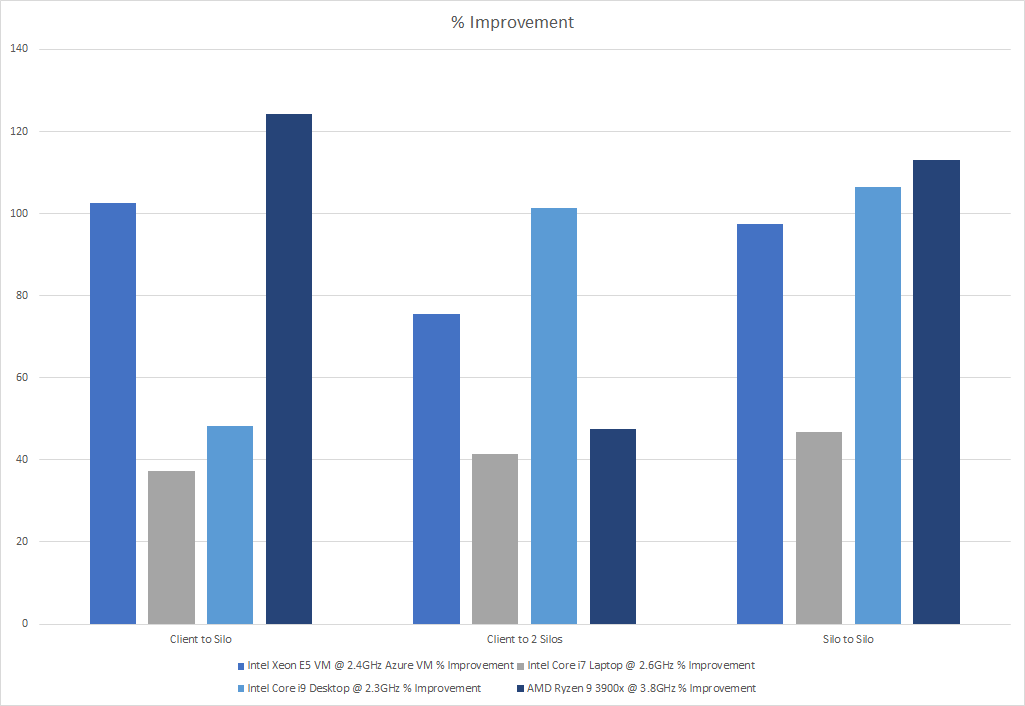 % Improvement
140
120
100
80
60
40
20
0
Client to Silo Client to 2 Silos Silo to Silo
Intel Xeon E5 VM @ 2.4GHz Azure VM % Improvement Intel Core i7 Laptop @ 2.6GHz % Improvement
Intel Core i9 Desktop @ 2.3GHz % Improvement AMD Ryzen 9 3900x @ 3.8GHz % Improvement